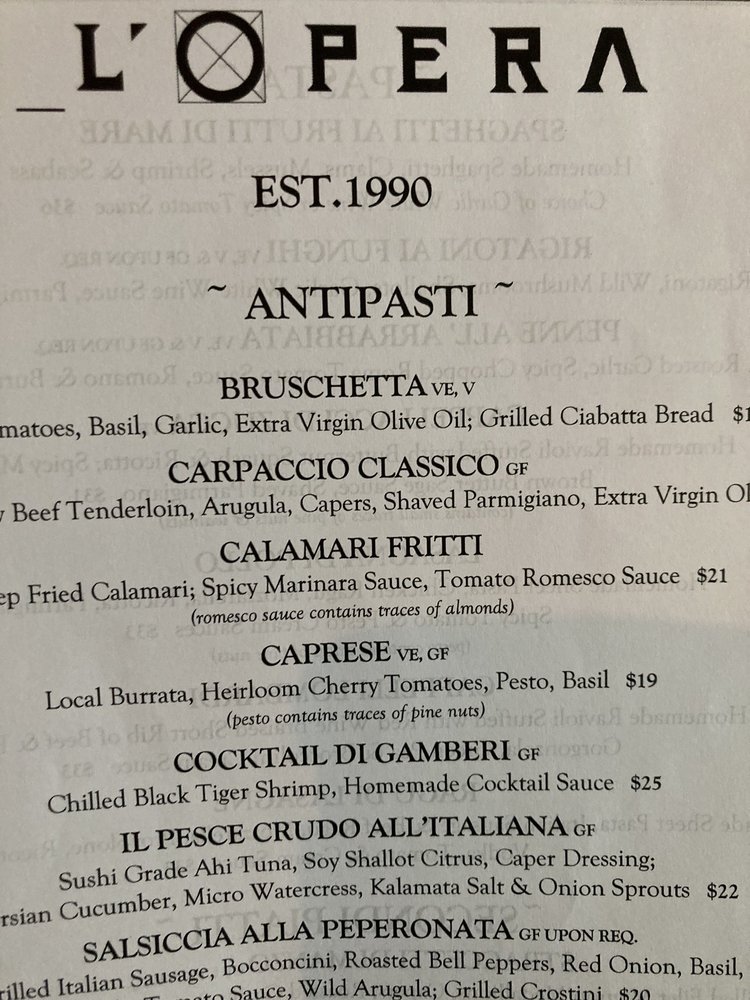 L'OPERA
EST.1990
~ ANTIPASTI ~
BRUSCHETTA VE, V
matoes, Basil, Garlic, Extra Virgin Olive Oil; Grilled Ciabatta Bread $1
CARPACCIO CLASSICO GF
Beef Tenderloin, Arugula, Capers, Shaved Parmigiano, Extra Virgin Ol
CALAMARI FRITTI
ep Fried Calamari; Spicy Marinara Sauce, Tomato Romesco Sauce $21
(romesco sauce contains traces of almonds)
CAPRESE VE, GF
Local Burrata, Heirloom Cherry Tomatoes, Pesto, Basil $19
(pesto contains traces of pine nuts)
COCKTAIL DI GAMBERI GF
Chilled Black Tiger Shrimp, Homemade Cocktail Sauce $25
IL PESCE CRUDO ALL'ITALIANA GF
Sushi Grade Ahi Tuna, Soy Shallot Citrus, Caper Dressing;
rsian Cucumber, Micro Watercress, Kalamata Salt & Onion Sprouts $22
SALSICCIA ALLA PEPERONATA GF UPON REQ.
rilled Italian Sausage, Bocconcini, Roasted Bell Peppers, Red Onion, Basil,
Tomato Sauce, Wild Arugula; Grilled Crostini $20